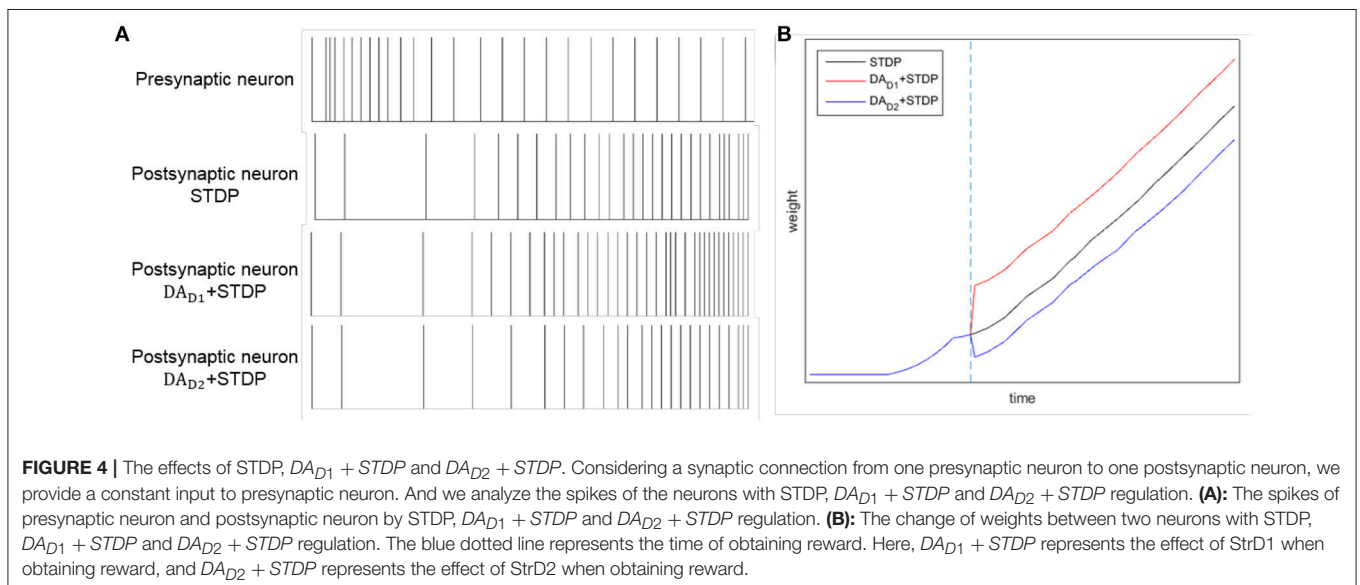 A
Presynaptic neuron
Postsynaptic neuron
STDP
Postsynaptic neuron
DA_D1+STDP
Postsynaptic neuron
DA_D2+STDP
B
STDP
DA_D1+STDP
DA_D2+STDP
weight
time
FIGURE 4 | The effects of STDP, DA_D1 + STDP and DA_D2 + STDP. Considering a synaptic connection from one presynaptic neuron to one postsynaptic neuron, we
provide a constant input to presynaptic neuron. And we analyze the spikes of the neurons with STDP, DA_D1 + STDP and DA_D2 + STDP regulation. (A): The spikes of
presynaptic neuron and postsynaptic neuron by STDP, DA_D1 + STDP and DA_D2 + STDP regulation. (B): The change of weights between two neurons with STDP,
DA_D1 + STDP and DA_D2 + STDP regulation. The blue dotted line represents the time of obtaining reward. Here, DA_D1 + STDP represents the effect of StrD1 when
obtaining reward, and DA_D2 + STDP represents the effect of StrD2 when obtaining reward.